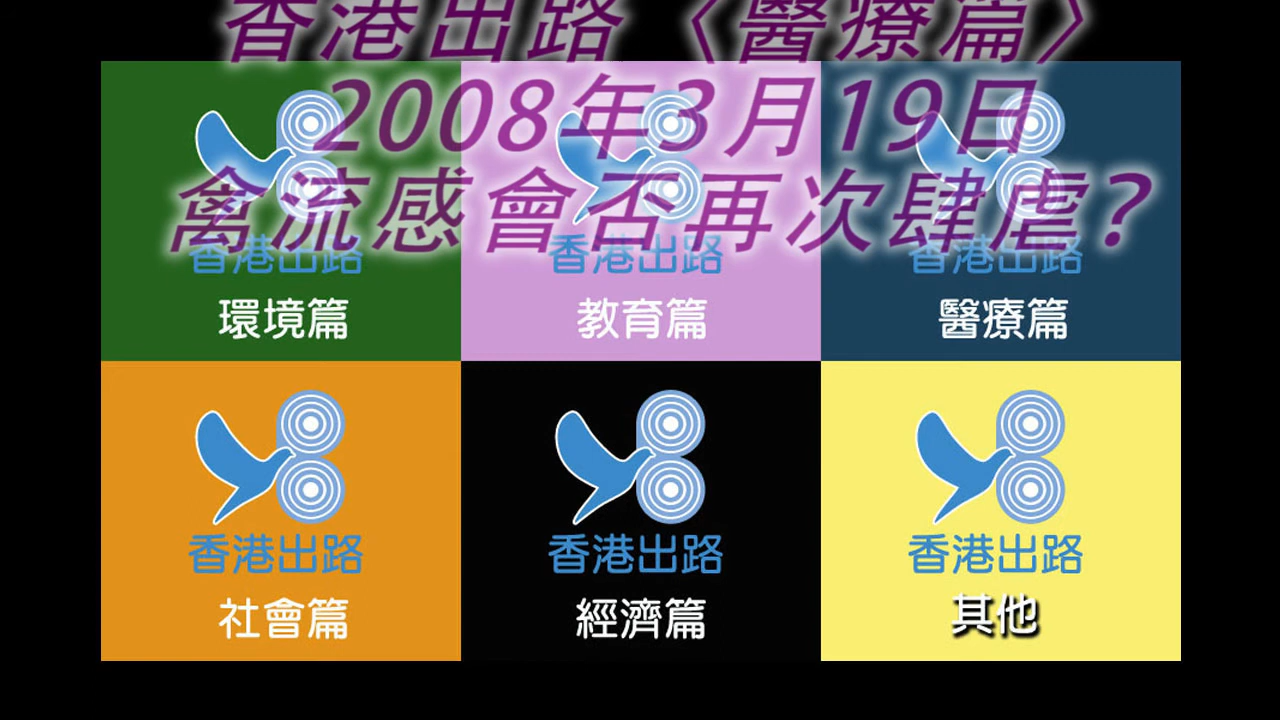 香港出路〈醫療篇〉
2008年3月19日
禽流感會否再次肆虐?
香港出路 香港出路 香港出路
環境篇 教育篇 醫療篇
香港出路 香港出路 香港出路
社會篇 經濟篇 其他